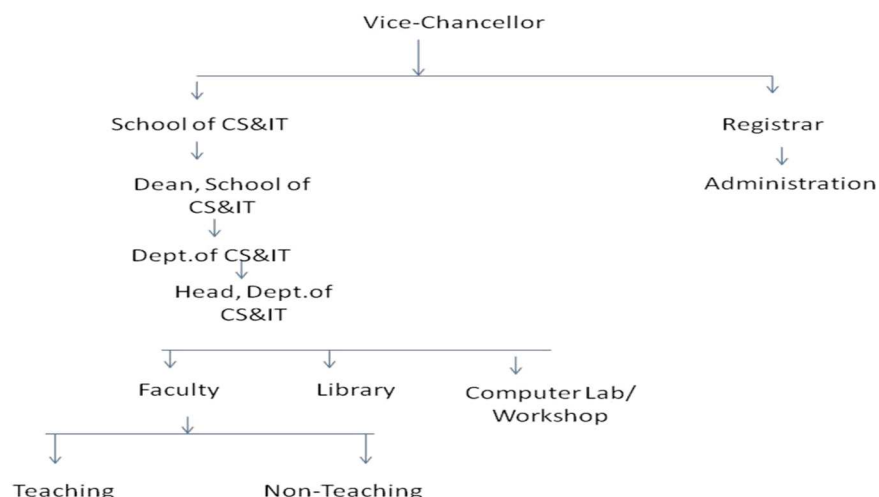 Vice-Chancellor
School of CS&IT
Registrar
Dean, School of
CS&IT
Administration
Dept.of CS&IT
Head, Dept.of
CS&IT
Faculty
Library
Computer Lab/
Workshop
Teaching
Non-Teaching